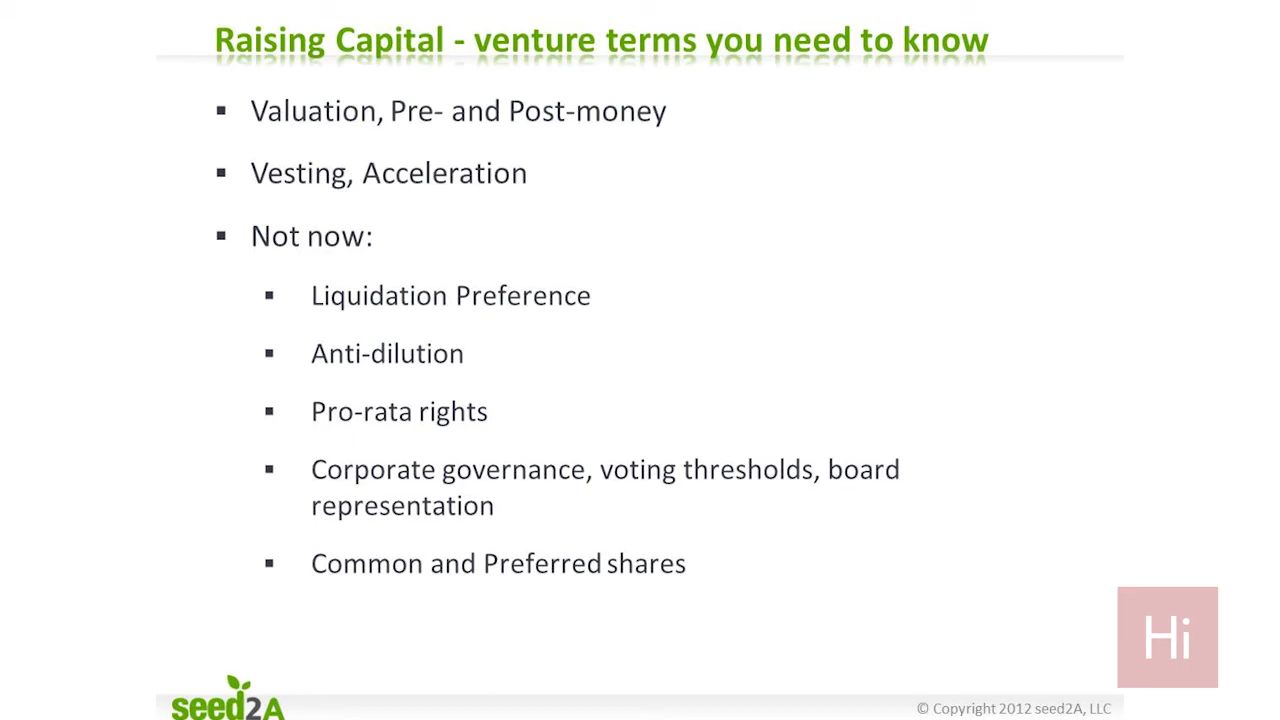 Raising Capital - venture terms you need to know
▪ Valuation, Pre- and Post-money
▪ Vesting, Acceleration
▪ Not now:
▪ Liquidation Preference
▪ Anti-dilution
▪ Pro-rata rights
▪ Corporate governance, voting thresholds, board
representation
▪ Common and Preferred shares
Hi
seed2A
© Copyright 2012 seed2A, LLC